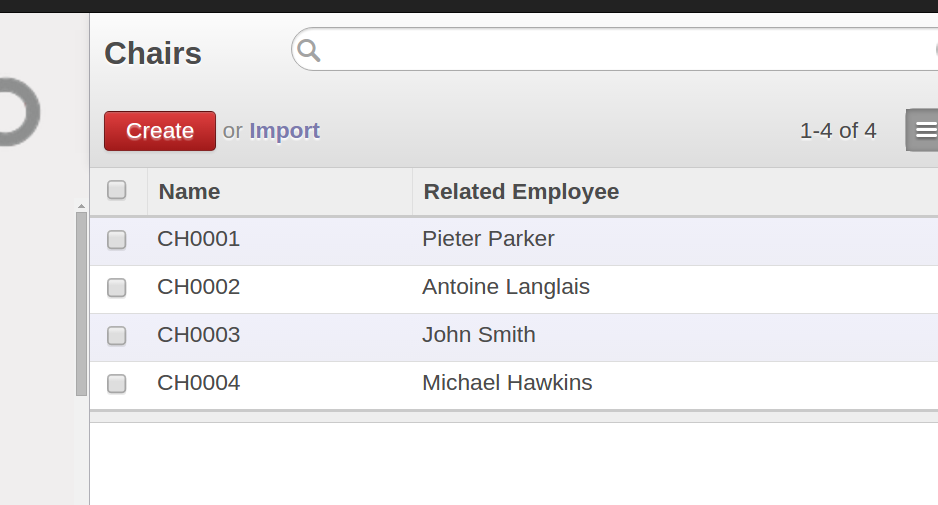 Chairs
Create or Import 1-4 of 4
Name Related Employee
CH0001 Pieter Parker
CH0002 Antoine Langlais
CH0003 John Smith
CH0004 Michael Hawkins